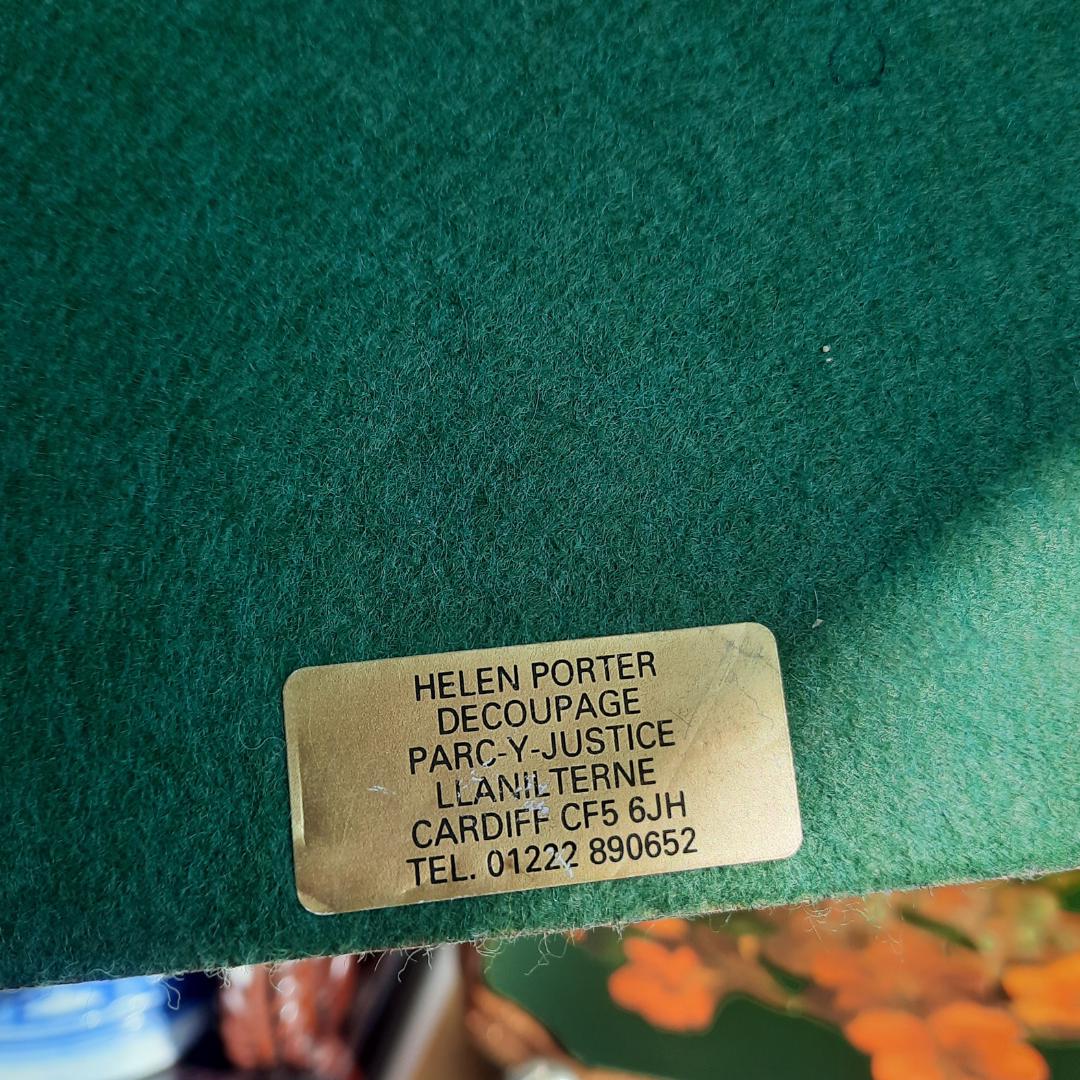 HELEN PORTER
DECOUPAGE
PARC-Y-JUSTICE
LLANILTERNE
CARDIFF CF5 6JH
TEL. 01222 890652